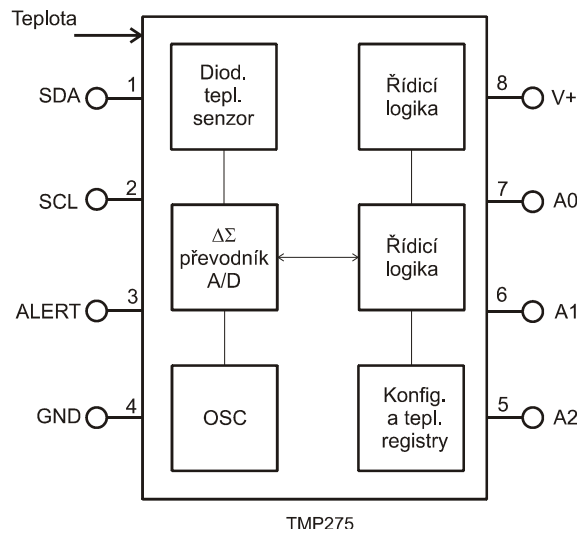 Teplota
SDA
1
Diod.
tepl.
senzor
Řídicí
logika
8
V+
SCL
2
ΔΣ
převodník
A/D
Řídicí
logika
7
A0
ALERT
3
6
A1
GND
4
OSC
Konfig.
a tepl.
registry
5
A2
TMP275